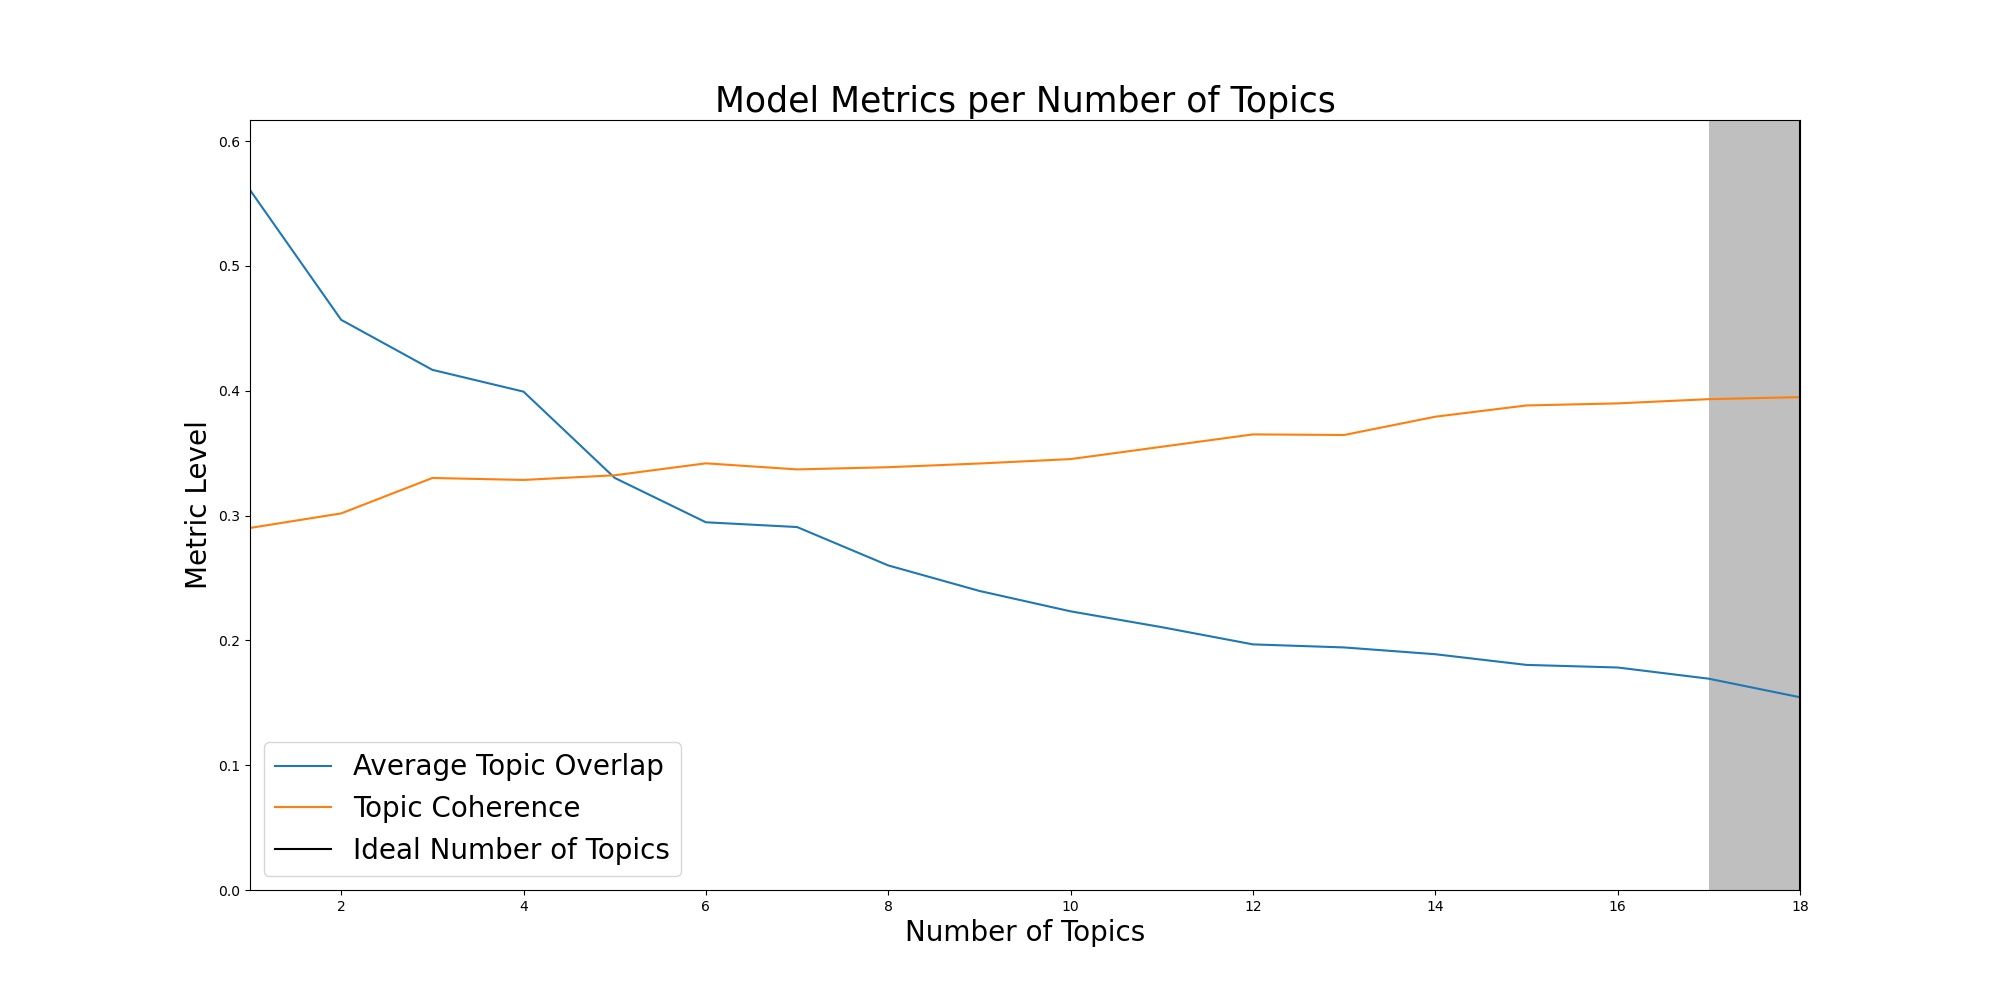 Model Metrics per Number of Topics
0.6
0.5
0.4
0.3
0.2
0.1
0.0
Metric Level
Average Topic Overlap
Topic Coherence
Ideal Number of Topics
2 4 6 8 10 12 14 16 18
Number of Topics